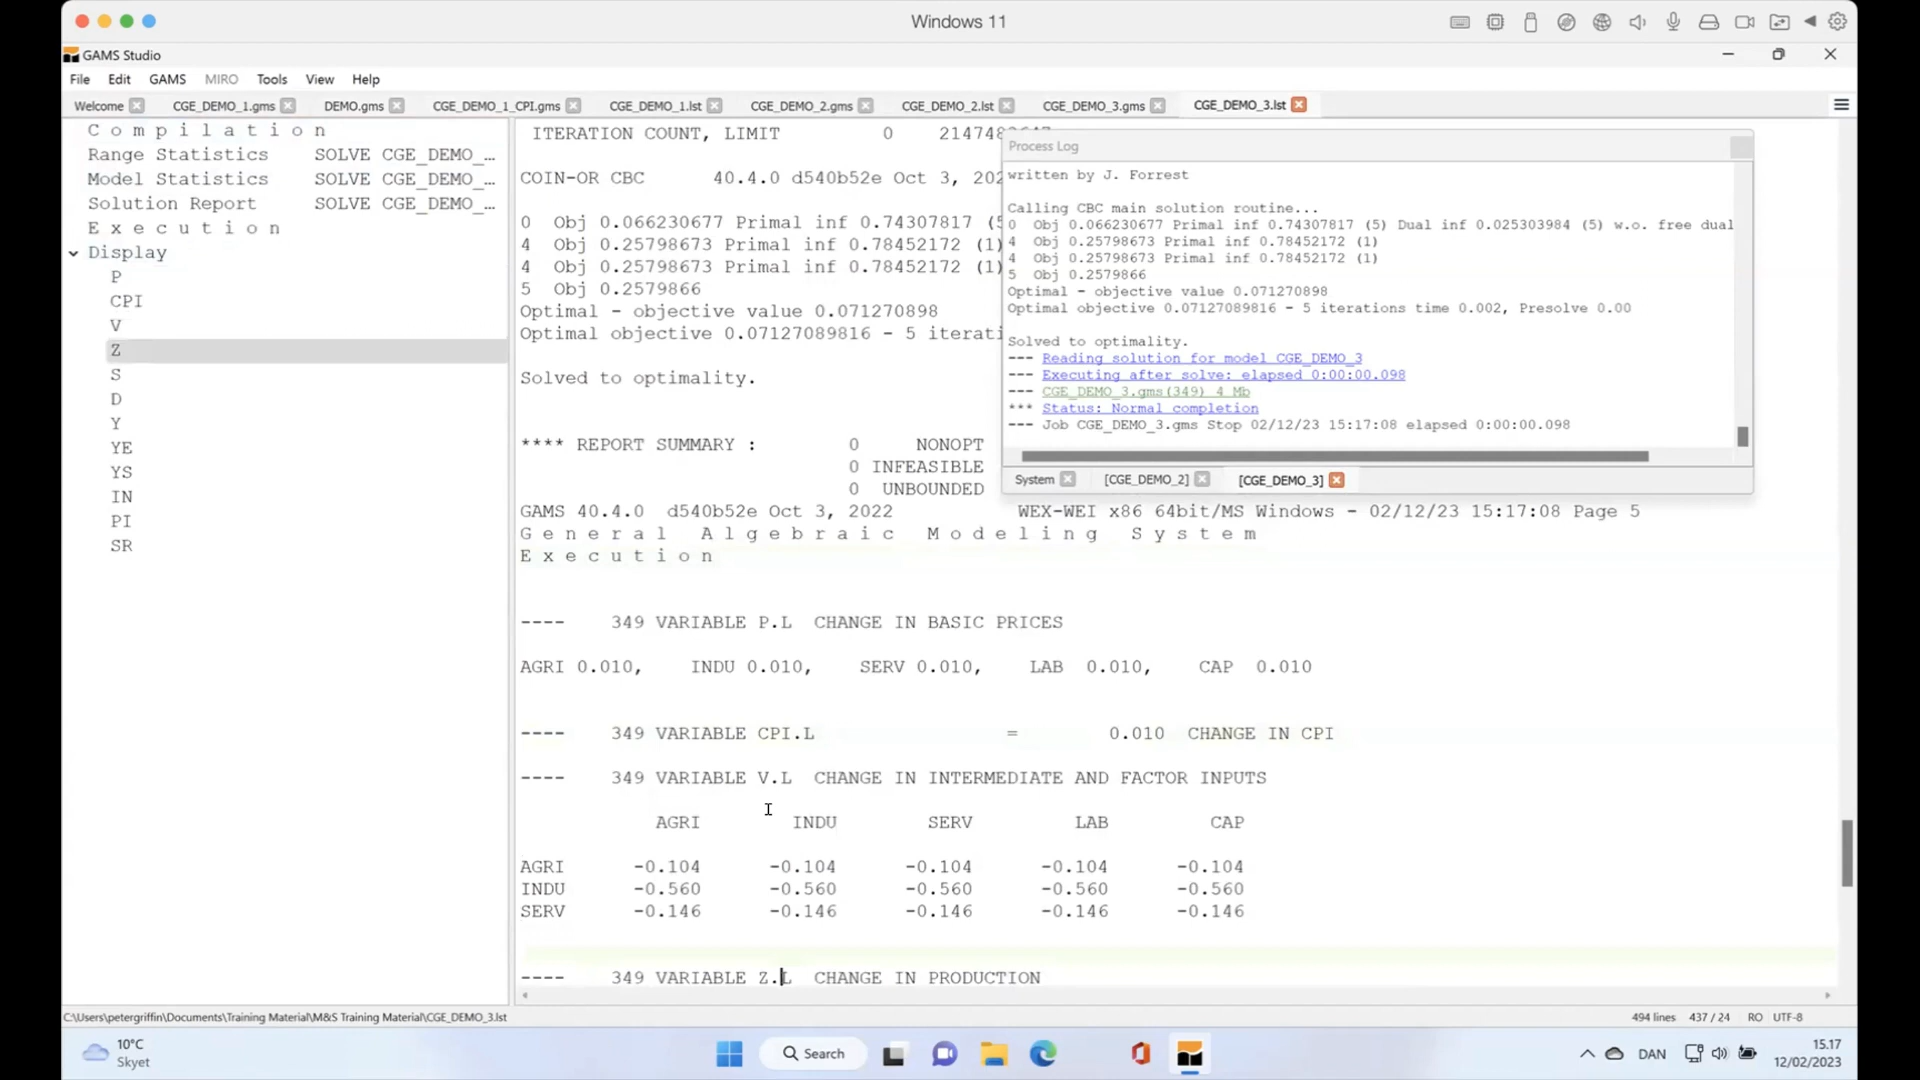 Windows 11
GAMS Studio
File Edit GAMS MIRO Tools View Help
Welcome CGE_DEMO_1.gms DEMO.gms CGE_DEMO_1_CPI.gms CGE_DEMO_1.lst CGE_DEMO_2.gms CGE_DEMO_2.lst CGE_DEMO_3.gms CGE_DEMO_3.lst
C o m p i l a t i o n
Range Statistics SOLVE CGE_DEMO_…
Model Statistics SOLVE CGE_DEMO_…
Solution Report SOLVE CGE_DEMO_…
E x e c u t i o n
Display
P
CPI
V
Z
S
D
Y
YE
YS
IN
PI
SR
ITERATION COUNT, LIMIT 0
COIN-OR CBC 40.4.0 d540b52e Oct 3, 202
0 Obj 0.066230677 Primal inf 0.74307817 (5
4 Obj 0.25798673 Primal inf 0.78452172 (1)
4 Obj 0.25798673 Primal inf 0.78452172 (1)
5 Obj 0.2579866
Optimal - objective value 0.071270898
Optimal objective 0.07127089816 - 5 iterati
Solved to optimality.
**** REPORT SUMMARY : 0 NONOPT
0 INFEASIBLE
0 UNBOUNDED
GAMS 40.4.0 d540b52e Oct 3, 2022 WEX-WEI x86 64bit/MS Windows - 02/12/23 15:17:08 Page 5
G e n e r a l A l g e b r a i c M o d e l i n g S y s t e m
E x e c u t i o n
---- 349 VARIABLE P.L CHANGE IN BASIC PRICES
AGRI 0.010, INDU 0.010, SERV 0.010, LAB 0.010, CAP 0.010
---- 349 VARIABLE CPI.L = 0.010 CHANGE IN CPI
---- 349 VARIABLE V.L CHANGE IN INTERMEDIATE AND FACTOR INPUTS
AGRI INDU SERV LAB CAP
AGRI -0.104 -0.104 -0.104 -0.104 -0.104
INDU -0.560 -0.560 -0.560 -0.560 -0.560
SERV -0.146 -0.146 -0.146 -0.146 -0.146
---- 349 VARIABLE Z.L CHANGE IN PRODUCTION
Process Log
written by J. Forrest
Calling CBC main solution routine...
0 Obj 0.066230677 Primal inf 0.74307817 (5) Dual inf 0.025303984 (5) w.o. free dual
4 Obj 0.25798673 Primal inf 0.78452172 (1)
4 Obj 0.25798673 Primal inf 0.78452172 (1)
5 Obj 0.2579866
Optimal - objective value 0.071270898
Optimal objective 0.07127089816 - 5 iterations time 0.002, Presolve 0.00
Solved to optimality.
--- Reading solution for model CGE_DEMO_3
--- Executing after solve: elapsed 0:00:00.098
--- CGE_DEMO_3.gms(349) 4 Mb
*** Status: Normal completion
--- Job CGE_DEMO_3.gms Stop 02/12/23 15:17:08 elapsed 0:00:00.098
System [CGE_DEMO_2] [CGE_DEMO_3]
C:\Users\petergriffin\Documents\Training Material\M&S Training Material\CGE_DEMO_3.lst 494 lines 437 / 24 RO UTF-8
10°C
Skyet
Search
DAN
15.17
12/02/2023